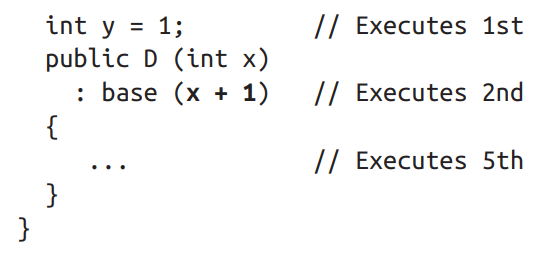 int y = 1; // Executes 1st
public D (int x)
: base (x + 1) // Executes 2nd
{
... // Executes 5th
}
}